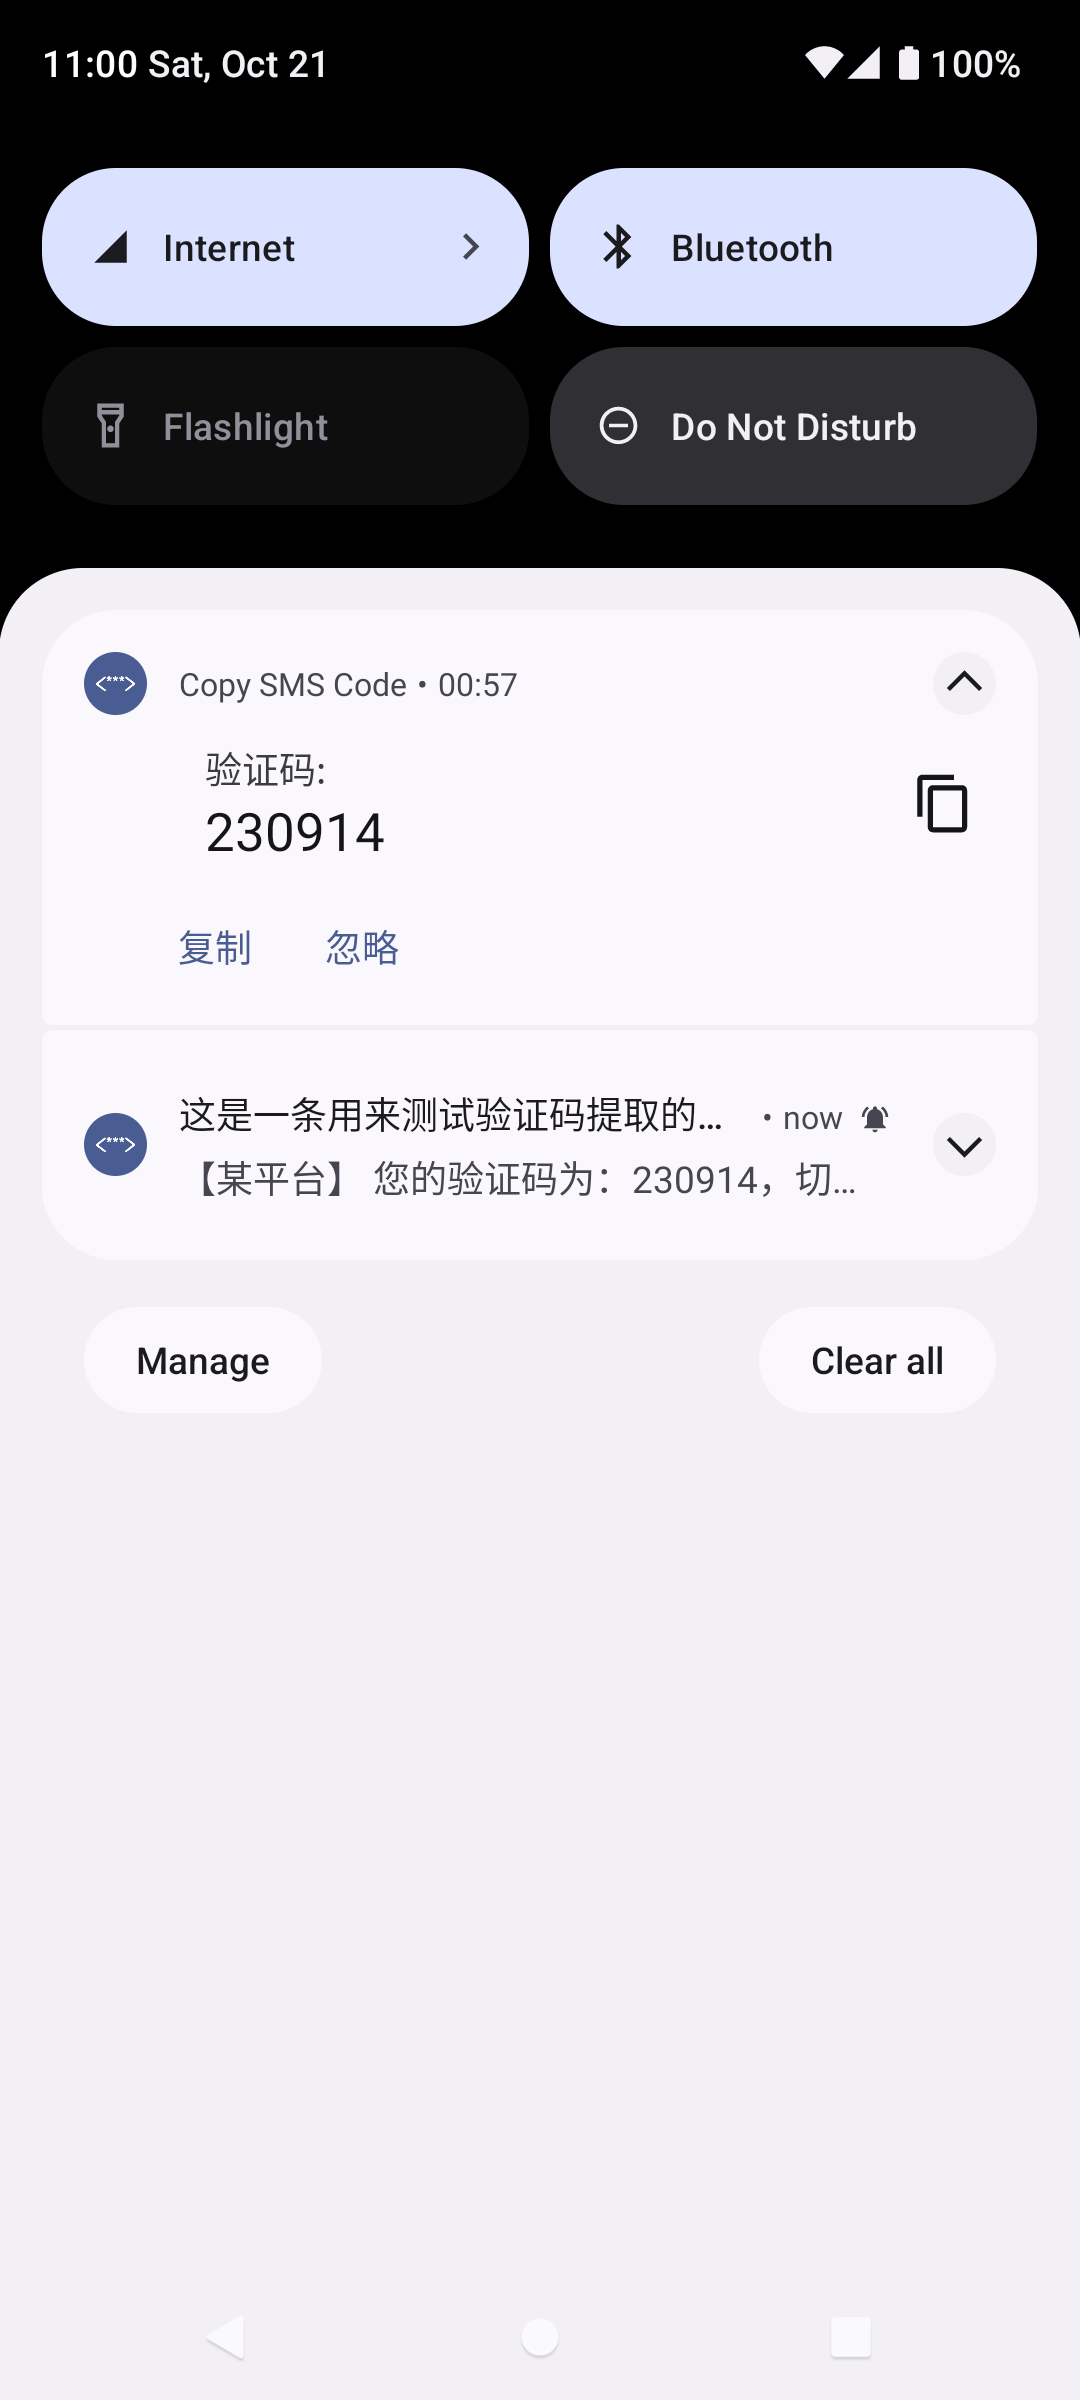 11:00 Sat, Oct 21
100%
Internet
Bluetooth
Flashlight
Do Not Disturb
Copy SMS Code • 00:57
验证码:
230914
复制 忽略
这是一条用来测试验证码提取的... • now
【某平台】 您的验证码为：230914，切...
Manage
Clear all